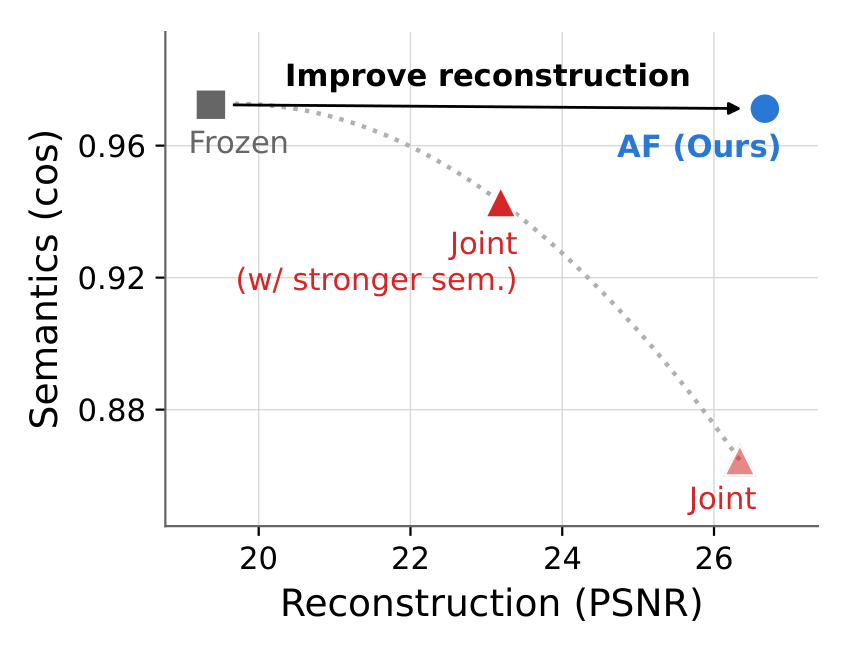 Improve reconstruction
Frozen
AF (Ours)
Joint
(w/ stronger sem.)
Joint
Semantics (cos)
0.96
0.92
0.88
20 22 24 26
Reconstruction (PSNR)